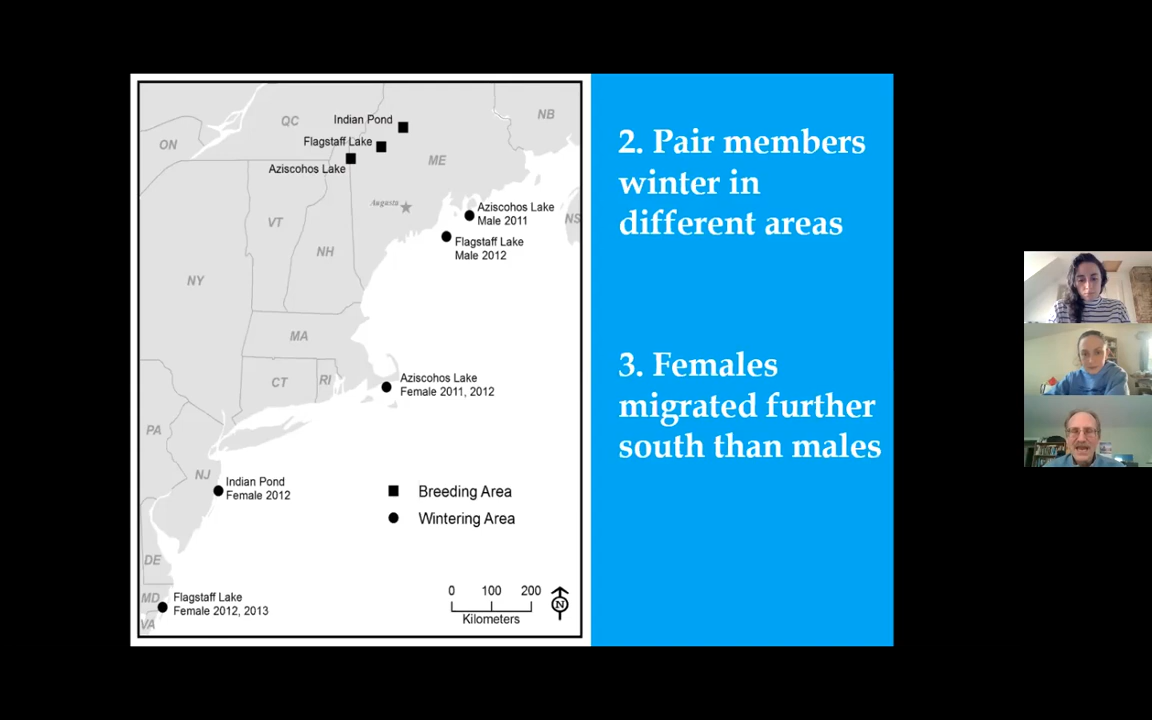 Indian Pond
Flagstaff Lake
Aziscohos Lake
QC
NB
ON
ME
Augusta
Aziscohos Lake
Male 2011
NS
Flagstaff Lake
Male 2012
VT
NH
NY
MA
CT
RI
Aziscohos Lake
Female 2011, 2012
PA
NJ
Indian Pond
Female 2012
DE
MD
VA
Flagstaff Lake
Female 2012, 2013
Breeding Area
Wintering Area
0 100 200
Kilometers
N
2. Pair members
winter in
different areas
3. Females
migrated further
south than males